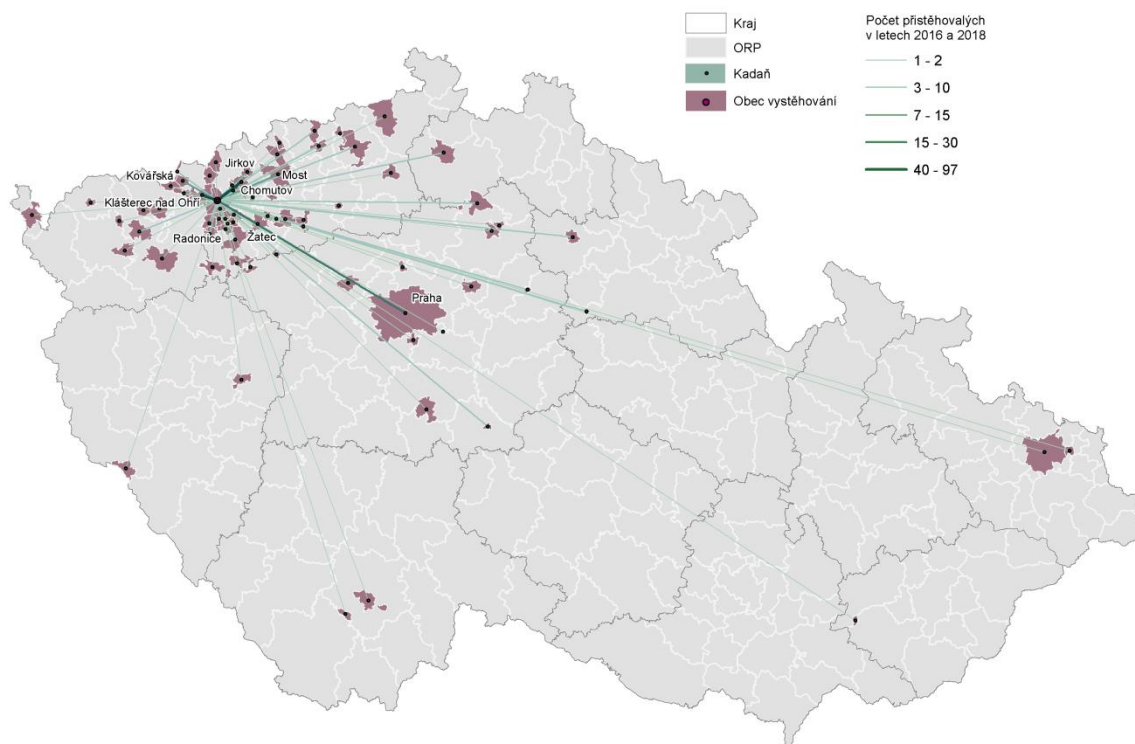 Kraj
ORP
Kadaň
Obec vystěhování
Počet přistěhovalých
v letech 2016 a 2018
1 - 2
3 - 10
7 - 15
15 - 30
40 - 97
Jirkov
Kovářská
Most
Chomutov
Klášterec nad Ohří
Radonice
Žatec
Praha